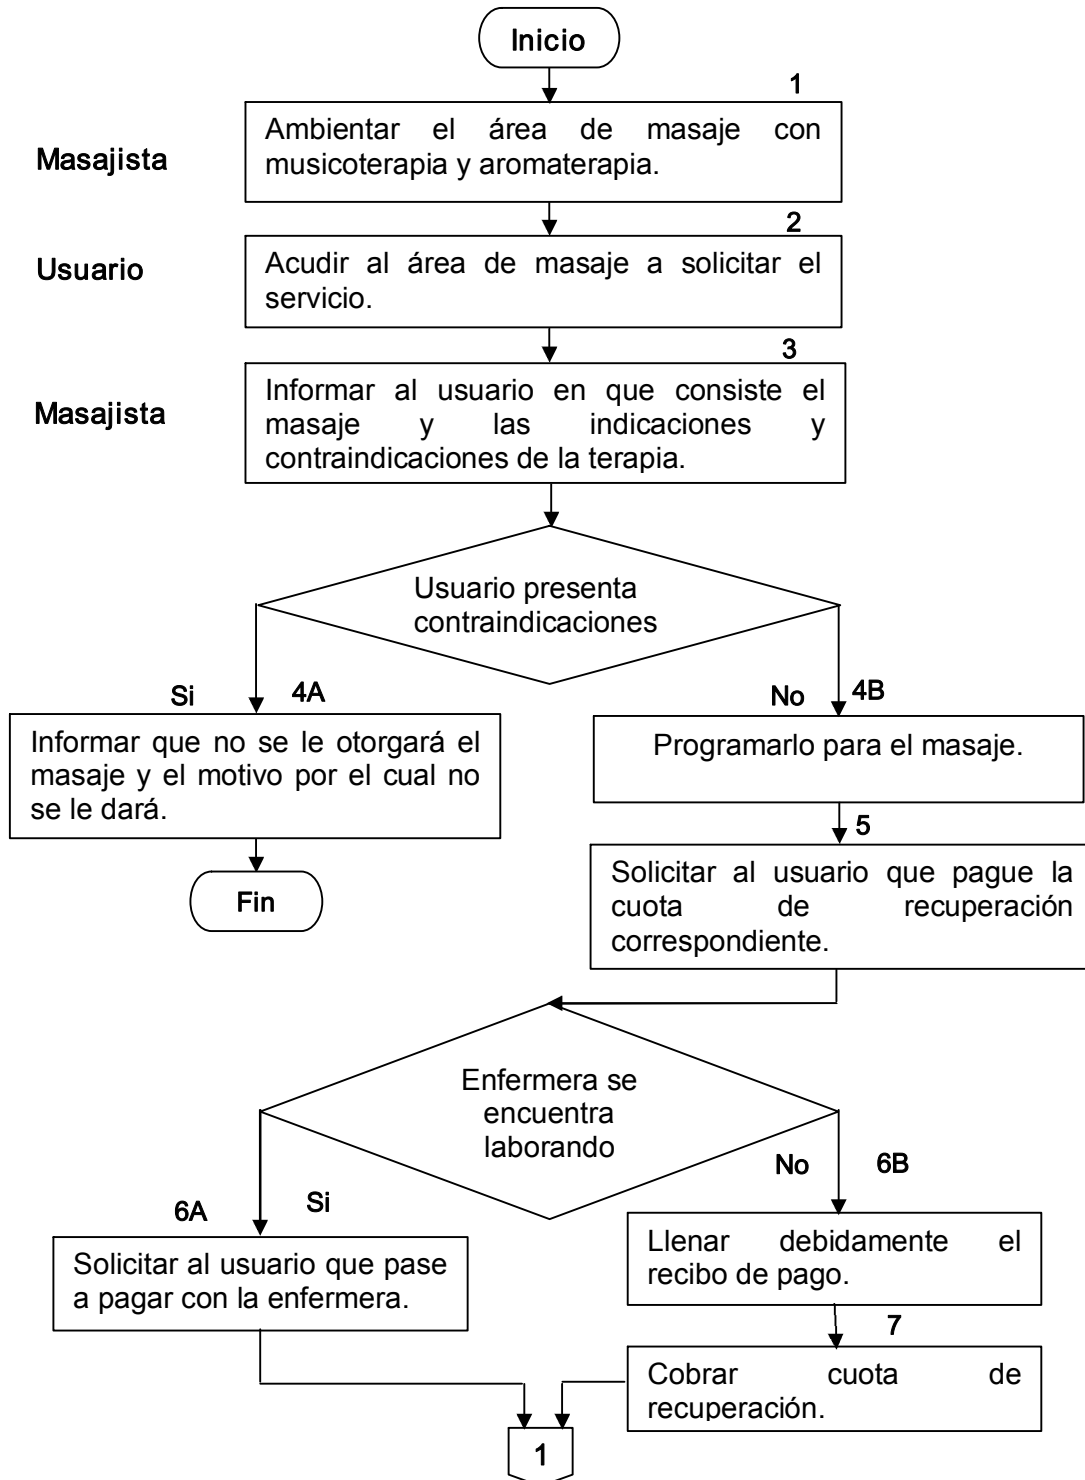 Inicio
1
Masajista
Ambientar el área de masaje con
musicoterapia y aromaterapia.
2
Usuario
Acudir al área de masaje a solicitar el
servicio.
3
Masajista
Informar al usuario en que consiste el
masaje y las indicaciones y
contraindicaciones de la terapia.
Usuario presenta
contraindicaciones
Si 4A
Informar que no se le otorgará el
masaje y el motivo por el cual no
se le dará.
Fin
No 4B
Programarlo para el masaje.
5
Solicitar al usuario que pague la
cuota de recuperación
correspondiente.
Enfermera se
encuentra
laborando
6A Si
Solicitar al usuario que pase
a pagar con la enfermera.
No 6B
Llenar debidamente el
recibo de pago.
7
Cobrar cuota de
recuperación.
1